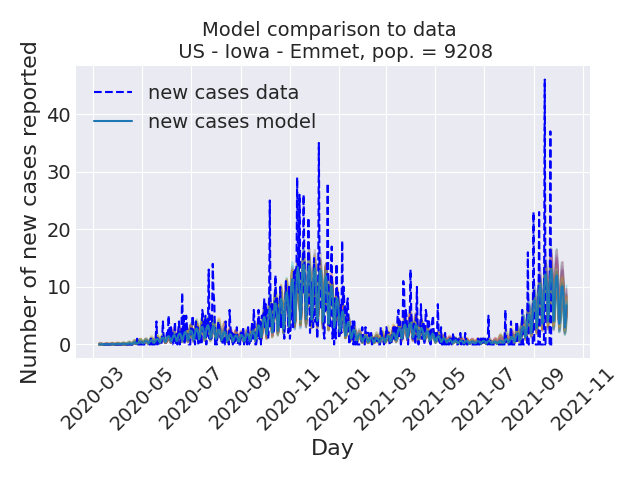 Model comparison to data
US - Iowa - Emmet, pop. = 9208
Number of new cases reported
new cases data
new cases model
40
30
20
10
0
2020-03
2020-05
2020-07
2020-09
2020-11
2021-01
2021-03
2021-05
2021-07
2021-09
2021-11
Day